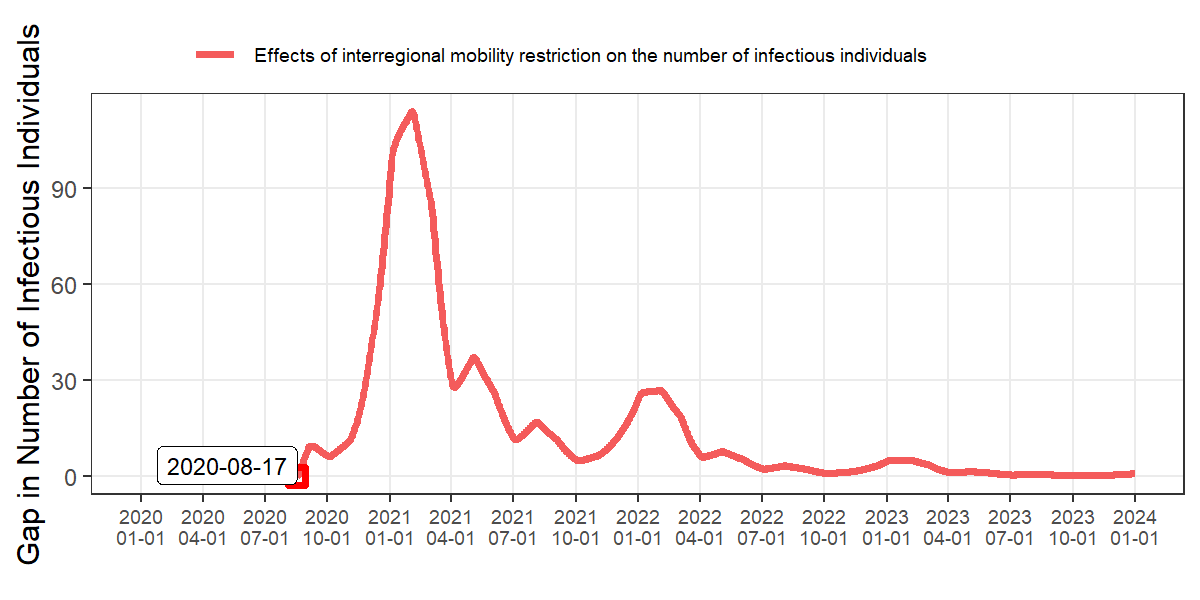 Effects of interregional mobility restriction on the number of infectious individuals
Gap in Number of Infectious Individuals
90
60
30
0
2020-08-17
2020 2020 2020 2020 2021 2021 2021 2021 2022 2022 2022 2022 2023 2023 2023 2023 2024
01-01 04-01 07-01 10-01 01-01 04-01 07-01 10-01 01-01 04-01 07-01 10-01 01-01 04-01 07-01 10-01 01-01